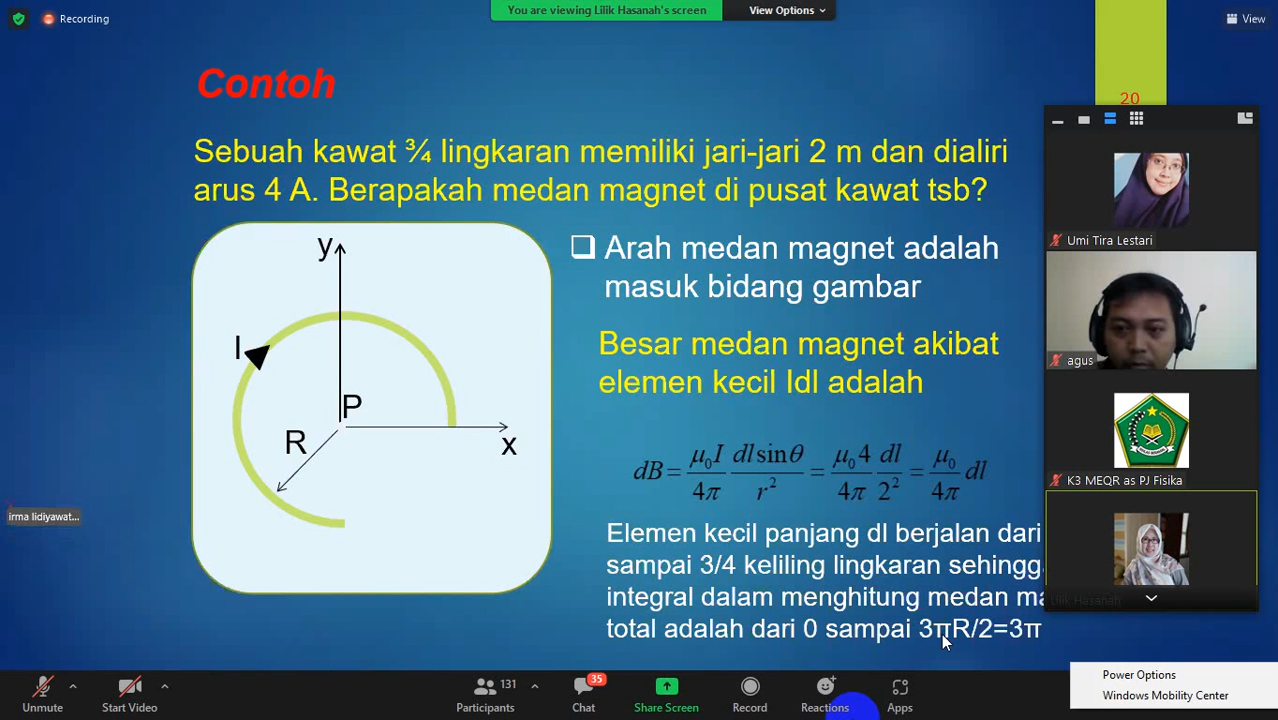 Recording
You are viewing Lilik Hasanah's screen
View Options
View
Contoh
20
Sebuah kawat ¾ lingkaran memiliki jari-jari 2 m dan dialiri
arus 4 A. Berapakah medan magnet di pusat kawat tsb?
y
I
P
R
x
❑ Arah medan magnet adalah
masuk bidang gambar
Besar medan magnet akibat
elemen kecil Idl adalah
dB = μ₀I/4π dl sinθ/r² = μ₀4/4π dl/2² = μ₀/4π dl
Elemen kecil panjang dl berjalan dari
sampai 3/4 keliling lingkaran sehingga
integral dalam menghitung medan ma
total adalah dari 0 sampai 3πR/2=3π
Umi Tira Lestari
agus
K3 MEQR as PJ Fisika
Lilik Hasanah
irma lidiyawat...
Power Options
Windows Mobility Center
Unmute
Start Video
131
Participants
35
Chat
Share Screen
Record
Reactions
Apps